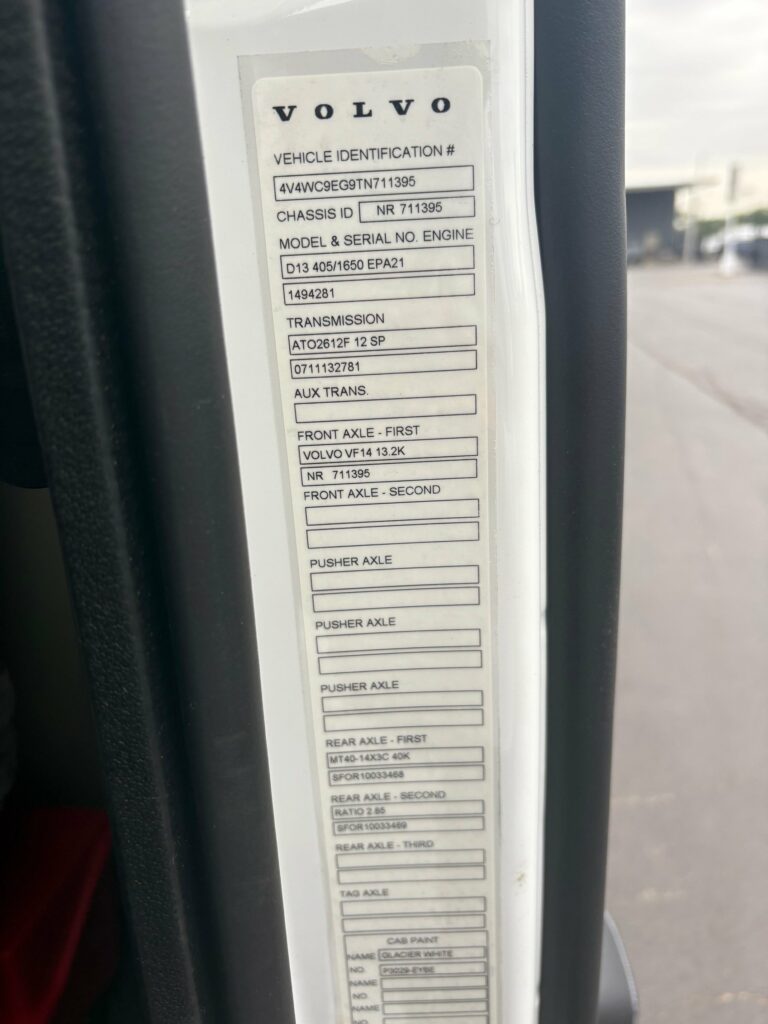 VOLVO
VEHICLE IDENTIFICATION #
4V4WC9EG9TN711395
CHASSIS ID NR 711395
MODEL & SERIAL NO. ENGINE
D13 405/1650 EPA21
1494281
TRANSMISSION
ATO2612F 12 SP
0711132781
AUX TRANS.
FRONT AXLE - FIRST
VOLVO VF14 13.2K
NR 711395
FRONT AXLE - SECOND
PUSHER AXLE
PUSHER AXLE
PUSHER AXLE
REAR AXLE - FIRST
MT40-14X3C 40K
SFOR10033468
REAR AXLE - SECOND
RATIO 2.65
SFOR10033469
REAR AXLE - THIRD
TAG AXLE
CAB PAINT
NAME GLACIER WHITE
NO.
NAME
NO.
NAME
NO.